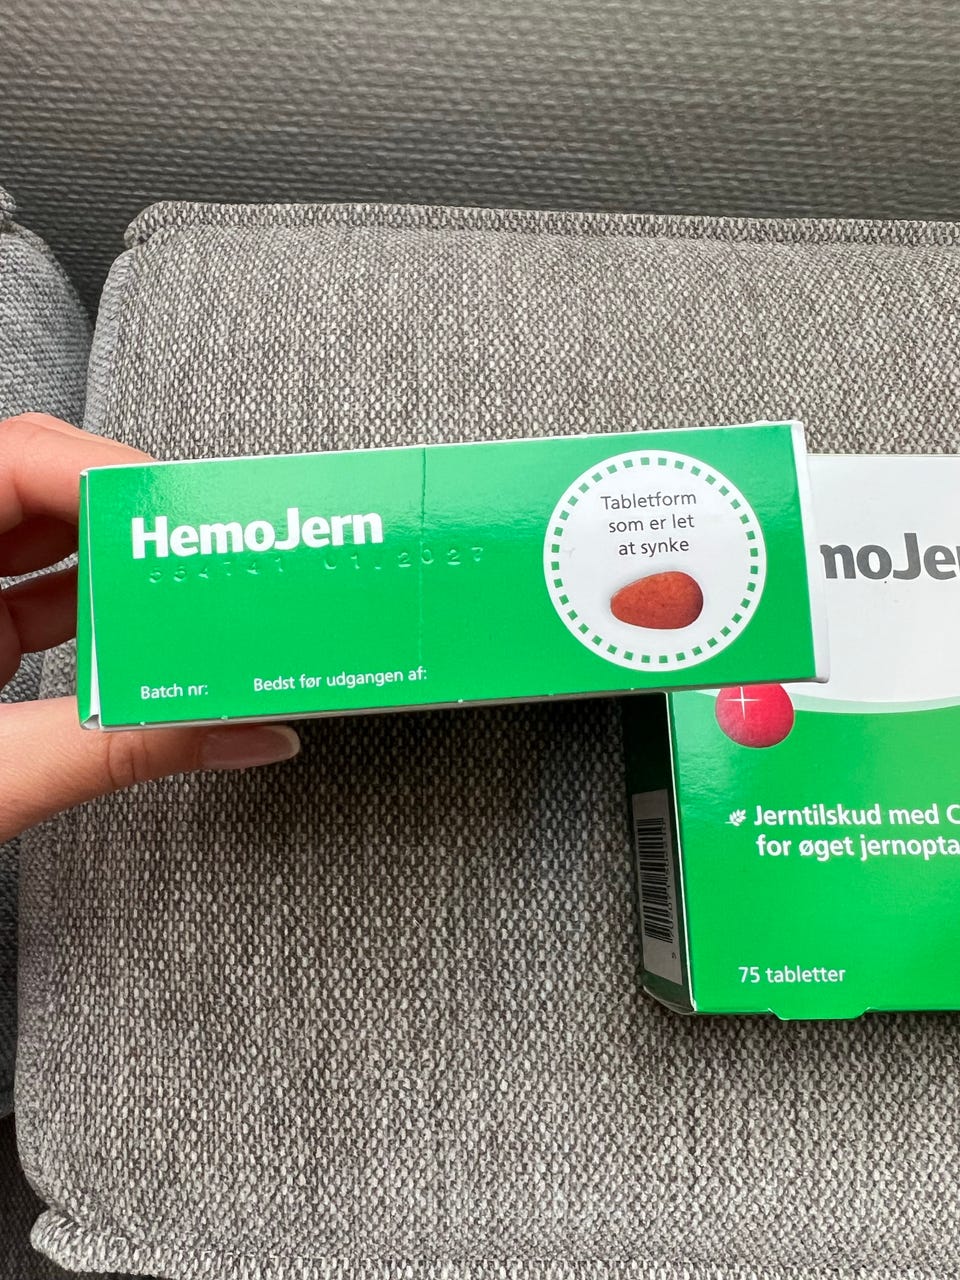 HemoJern
01.2027
Batch nr:
Bedst før udgangen af:
Tabletform
som er let
at synke
moJer
Jerntilskud med C
for øget jernopta
75 tabletter